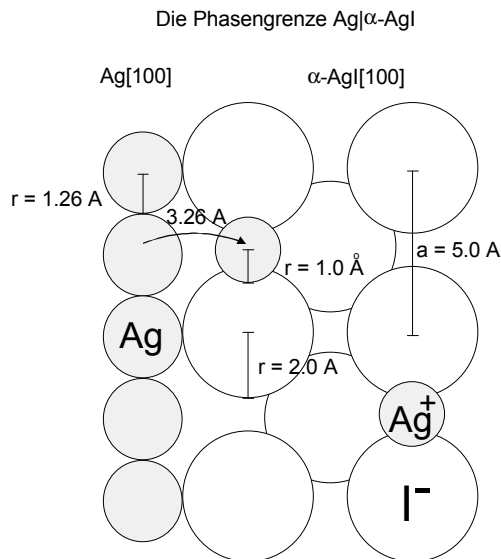 Die Phasengrenze Ag|α-AgI
Ag[100]
α-AgI[100]
r = 1.26 A
3.26 A
r = 1.0 Å
a = 5.0 A
Ag
r = 2.0 A
Ag+
I−